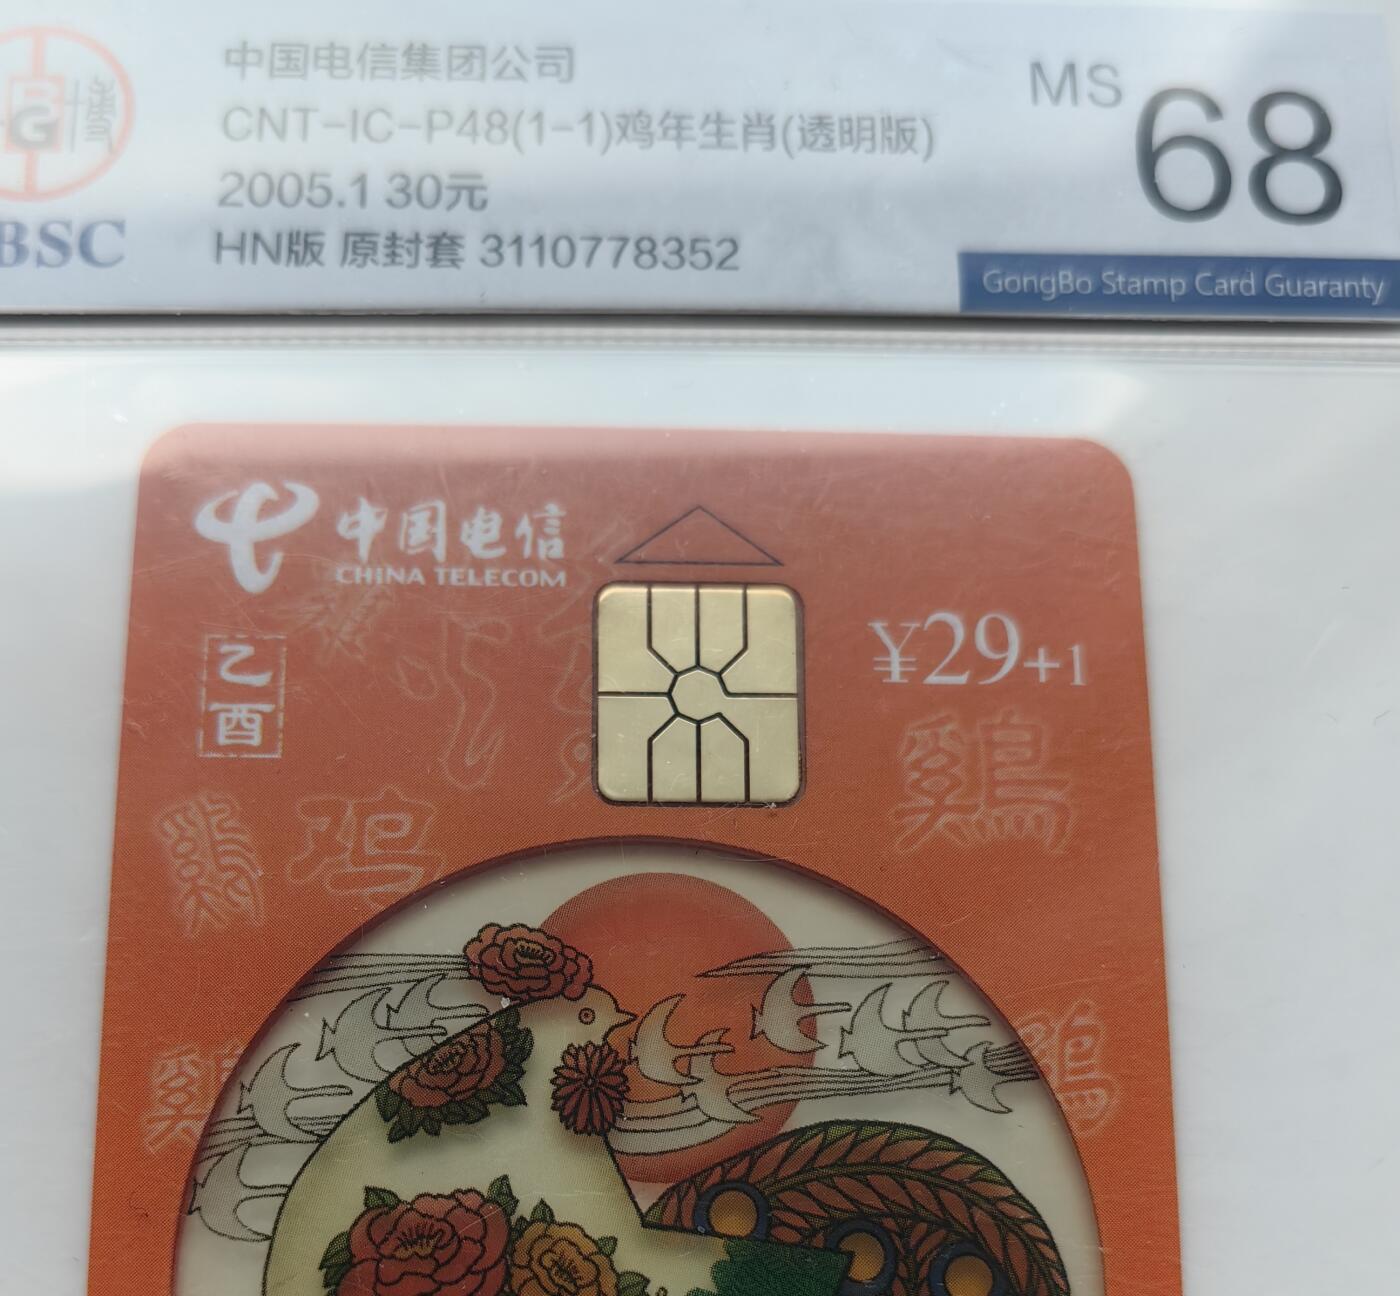 中国电信集团公司
CNT-IC-P48(1-1)鸡年生肖(透明版)
2005.1 30元
HN版 原封套 3110778352
MS 68
BSC
GongBo Stamp Card Guaranty
中国电信
CHINA TELECOM
乙酉
¥29+1
鷄
鷄
鸡